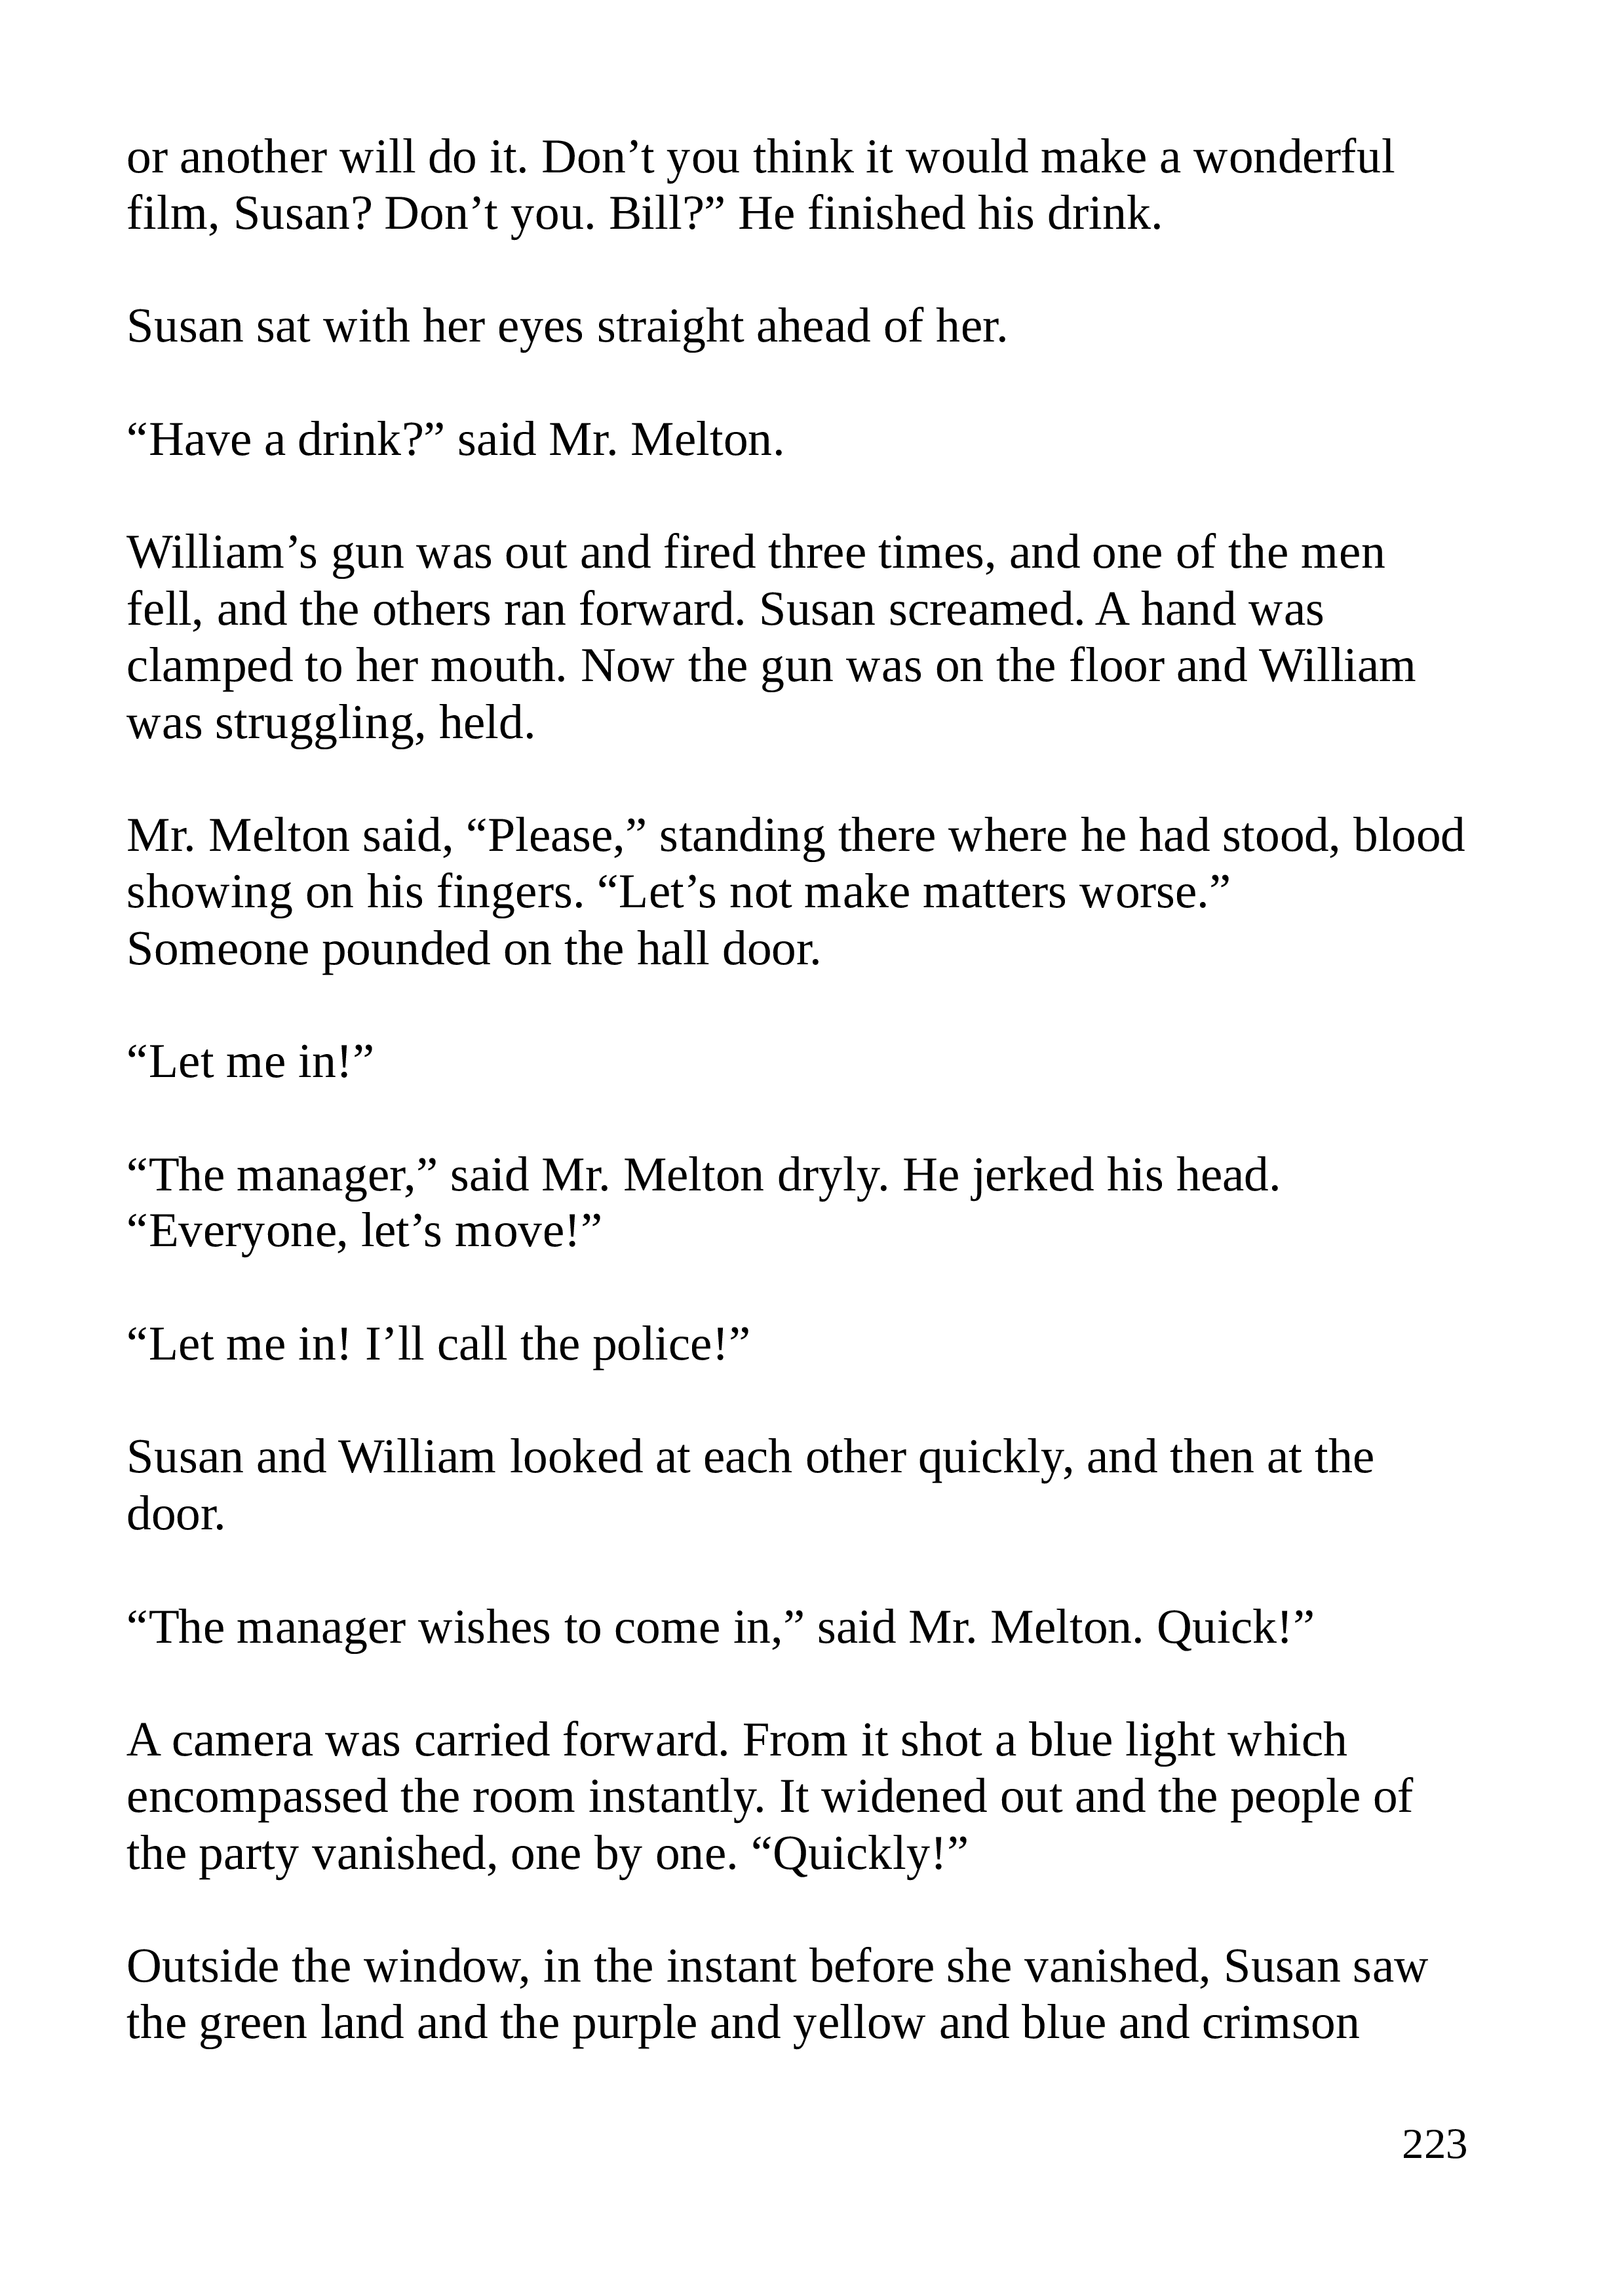 or another will do it. Don’t you think it would make a wonderful
film, Susan? Don’t you. Bill?” He finished his drink.
Susan sat with her eyes straight ahead of her.
“Have a drink?” said Mr. Melton.
William’s gun was out and fired three times, and one of the men
fell, and the others ran forward. Susan screamed. A hand was
clamped to her mouth. Now the gun was on the floor and William
was struggling, held.
Mr. Melton said, “Please,” standing there where he had stood, blood
showing on his fingers. “Let’s not make matters worse.”
Someone pounded on the hall door.
“Let me in!”
“The manager,” said Mr. Melton dryly. He jerked his head.
“Everyone, let’s move!”
“Let me in! I’ll call the police!”
Susan and William looked at each other quickly, and then at the
door.
“The manager wishes to come in,” said Mr. Melton. Quick!”
A camera was carried forward. From it shot a blue light which
encompassed the room instantly. It widened out and the people of
the party vanished, one by one. “Quickly!”
Outside the window, in the instant before she vanished, Susan saw
the green land and the purple and yellow and blue and crimson
223